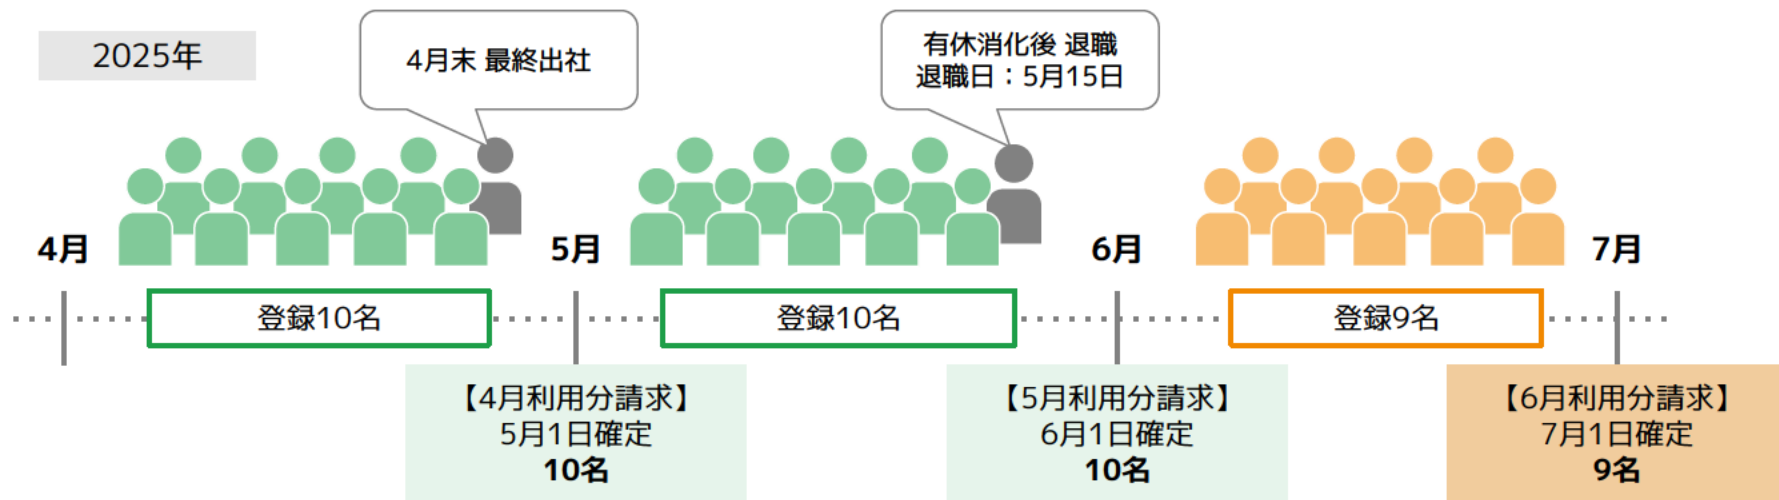 2025年
4月末 最終出社
有休消化後 退職
退職日：5月15日
4月
5月
6月
7月
登録10名
登録10名
登録9名
【4月利用分請求】
5月1日確定
10名
【5月利用分請求】
6月1日確定
10名
【6月利用分請求】
7月1日確定
9名